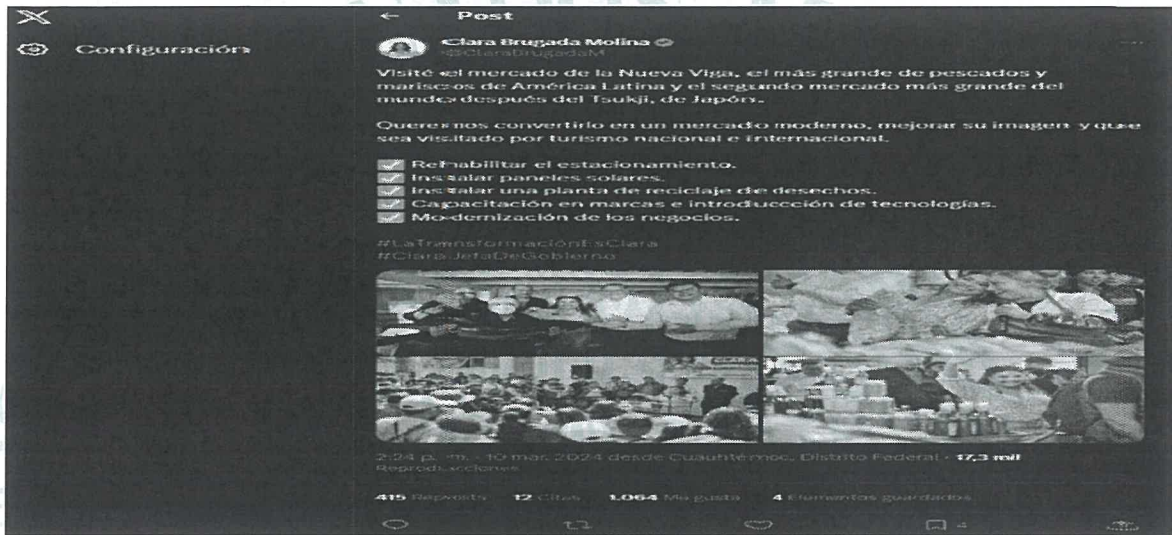 Configuración
Post
Clara Brugada Molina
@ClaraBrugadaM
Visité el mercado de la Nueva Viga, el más grande de pescados y
mariscos de América Latina y el segundo mercado más grande del
mundo después del Tsukji, de Japón.
Queremos convertirlo en un mercado moderno, mejorar su imagen y que
sea visitado por turismo nacional e internacional.
Rehabilitar el estacionamiento.
Instalar paneles solares.
Instalar una planta de reciclaje de desechos.
Capacitación en marcas e introduccción de tecnologías.
Modernización de los negocios.
#LaTransformaciónEsClara
#ClaraJefaDeGobierno
2:24 p. m. · 10 mar. 2024 desde Cuauhtémoc, Distrito Federal · 17,3 mil
Reproducciones
415 Reposts 12 Citas 1.064 Me gusta 4 Elementos guardados
4